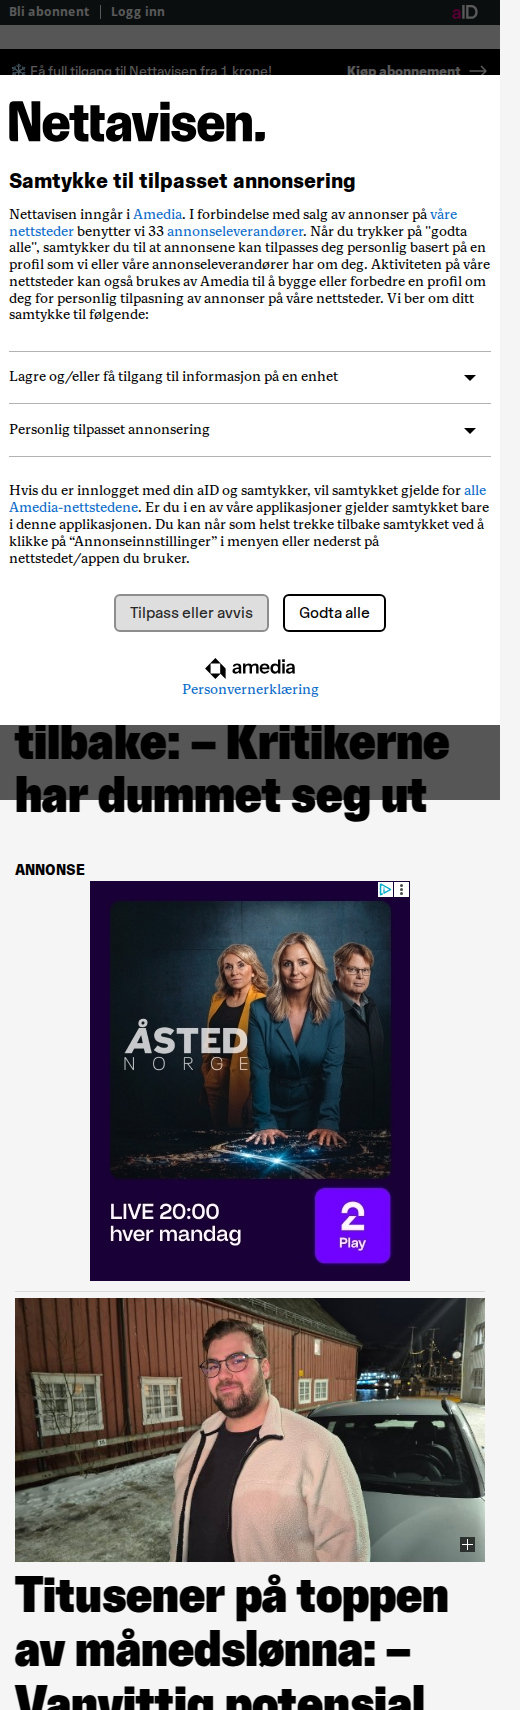 Bli abonnent | Logg inn
aID
Få full tilgang til Nettavisen fra 1 krone!
Kjøp abonnement
Nettavisen.
Samtykke til tilpasset annonsering
Nettavisen inngår i Amedia. I forbindelse med salg av annonser på våre
nettsteder benytter vi 33 annonseleverandører. Når du trykker på "godta
alle", samtykker du til at annonsene kan tilpasses deg personlig basert på en
profil som vi eller våre annonseleverandører har om deg. Aktiviteten på våre
nettsteder kan også brukes av Amedia til å bygge eller forbedre en profil om
deg for personlig tilpasning av annonser på våre nettsteder. Vi ber om ditt
samtykke til følgende:
Lagre og/eller få tilgang til informasjon på en enhet
Personlig tilpasset annonsering
Hvis du er innlogget med din aID og samtykker, vil samtykket gjelde for alle
Amedia-nettstedene. Er du i en av våre applikasjoner gjelder samtykket bare
i denne applikasjonen. Du kan når som helst trekke tilbake samtykket ved å
klikke på “Annonseinnstillinger” i menyen eller nederst på
nettstedet/appen du bruker.
Tilpass eller avvis
Godta alle
amedia
Personvernerklæring
tilbake: – Kritikerne
har dummet seg ut
ANNONSE
ÅSTED
NORGE
LIVE 20:00
hver mandag
2
Play
Titusener på toppen
av månedslønna: –
Vanvittig potensial